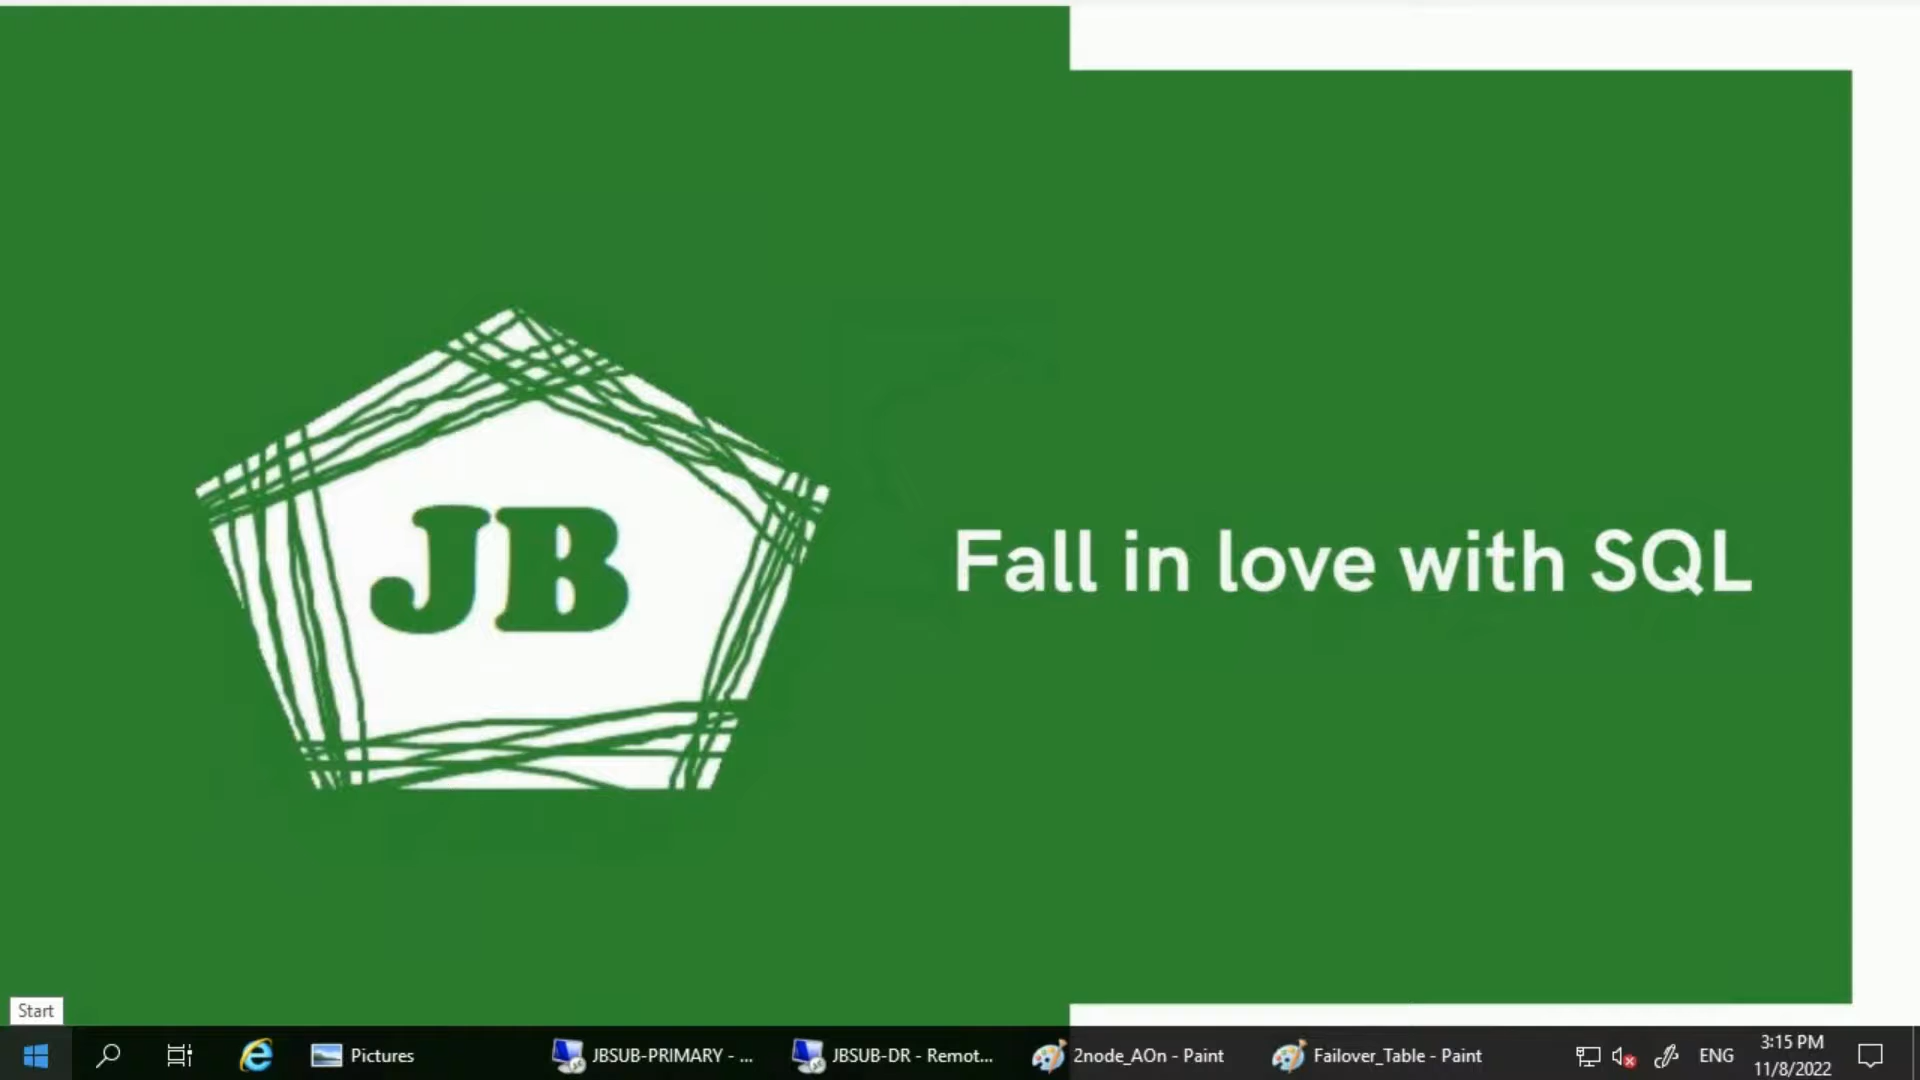 JB
Fall in love with SQL
Start
Pictures
JBSUB-PRIMARY - ...
JBSUB-DR - Remot...
2node_AOn - Paint
Failover_Table - Paint
ENG
3:15 PM
11/8/2022